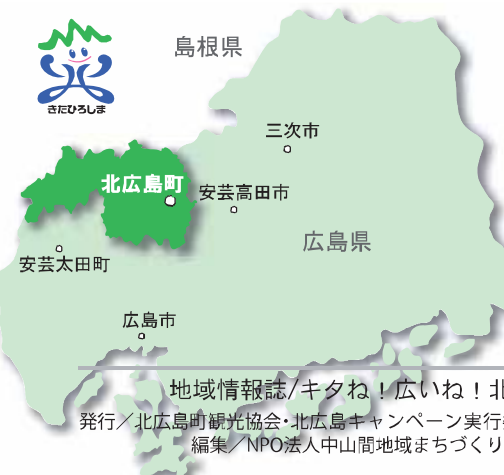 島根県
きたひろしま
三次市
北広島町
安芸高田市
広島県
安芸太田町
広島市
地域情報誌/キタね！広いね！北
発行／北広島町観光協会・北広島キャンペーン実行
編集／NPO法人中山間地域まちづくり